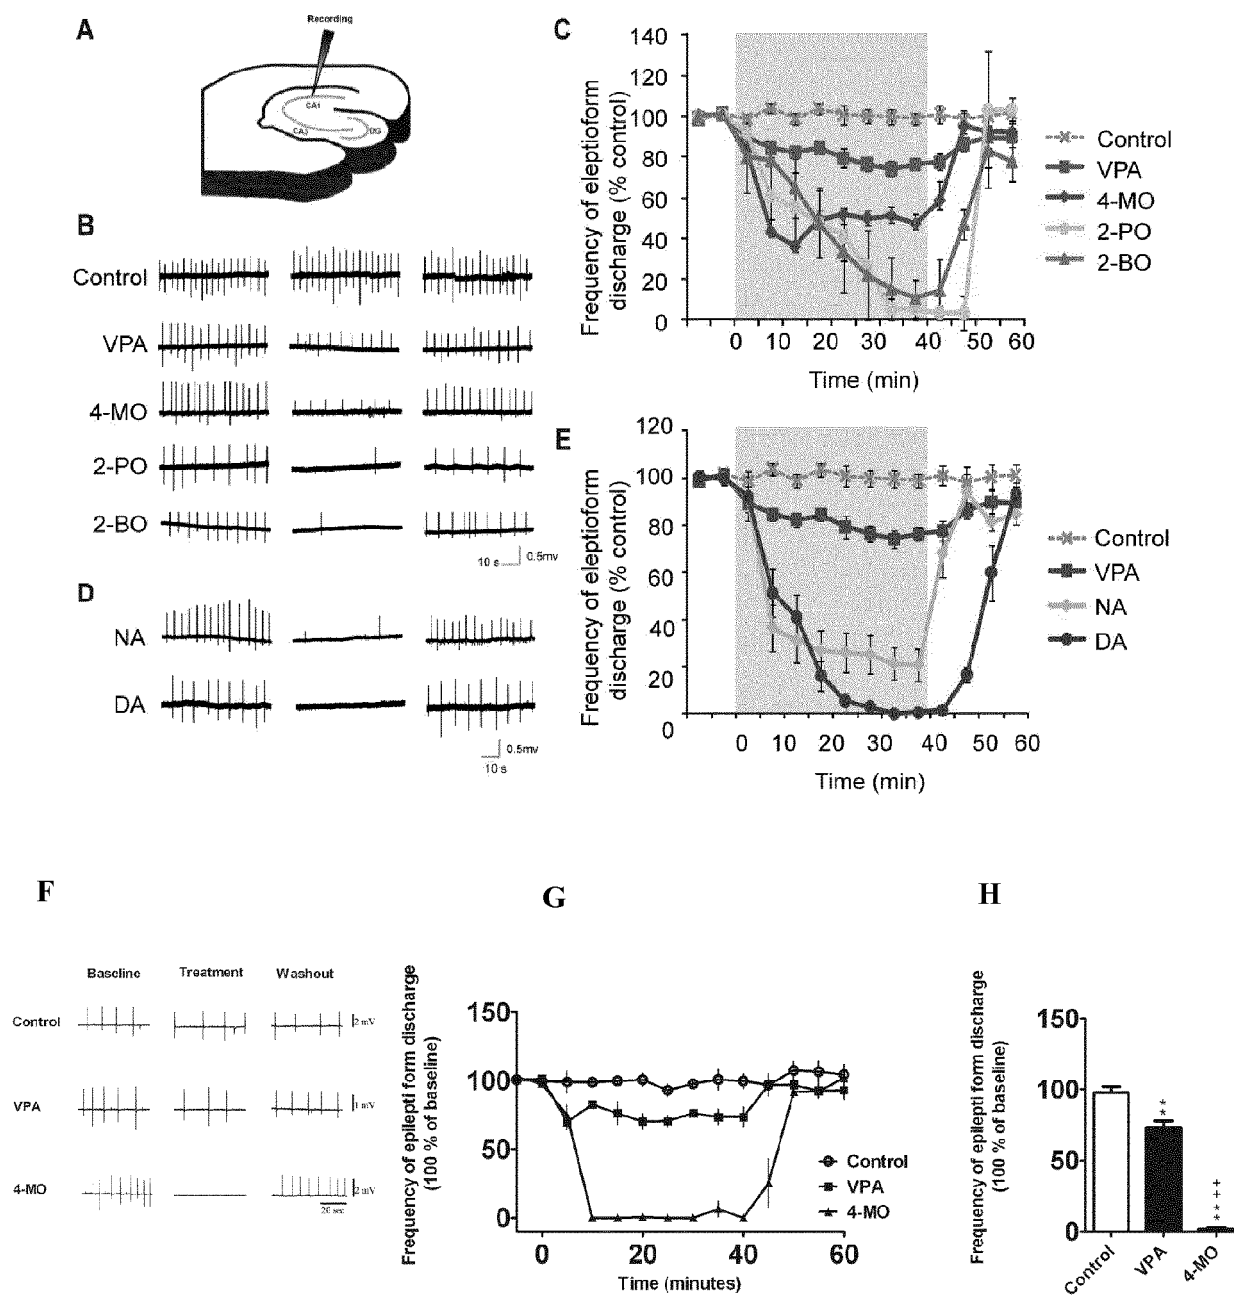 A
Recording
CA1
CA3
DG
B
Control
VPA
4-MO
2-PO
2-BO
10 s
0.5mv
D
NA
DA
0.5mv
10 s
C
Frequency of eleptioform
discharge (% control)
140
120
100
80
60
40
20
0
0 10 20 30 40 50 60
Time (min)
Control
VPA
4-MO
2-PO
2-BO
E
Frequency of eleptioform
discharge (% control)
120
100
80
60
40
20
0
0 10 20 30 40 50 60
Time (min)
Control
VPA
NA
DA
F
Baseline Treatment Washout
Control
2 mV
VPA
1 mV
4-MO
2 mV
20 sec
G
Frequency of epilepti form discharge
(100 % of baseline)
150
100
50
0
0 20 40 60
Time (minutes)
Control
VPA
4-MO
H
Frequency of epilepti form discharge
(100 % of baseline)
150
100
50
0
**
++++
Control
VPA
4-MO